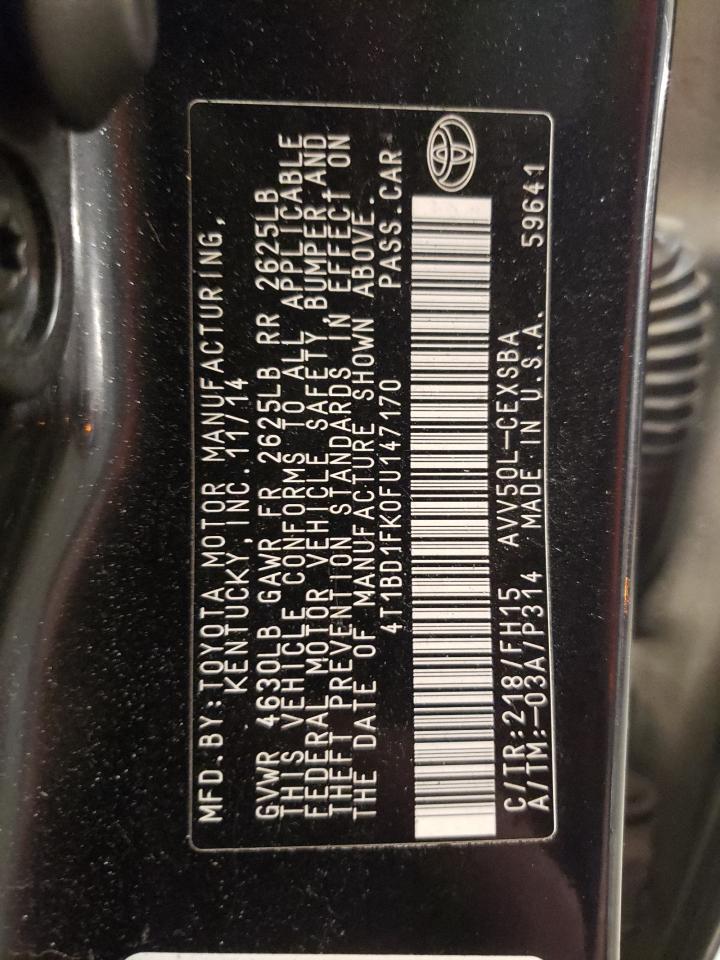 MFD.BY:TOYOTA MOTOR MANUFACTURING,
KENTUCKY, INC. 11/14
GVWR 4630LB GAWR FR 2625LB RR 2625LB
THIS VEHICLE CONFORMS TO ALL APPLICABLE
FEDERAL MOTOR VEHICLE SAFETY, BUMPER, AND
THEFT PREVENTION STANDARDS IN EFFECT ON
THE DATE OF MANUFACTURE SHOWN ABOVE.
4T1BD1FK0FU147170 PASS.CAR
C/TR:218/FH15 AVV50L-CEXSBA
A/TM:-03A/P314 MADE IN U.S.A. 59641